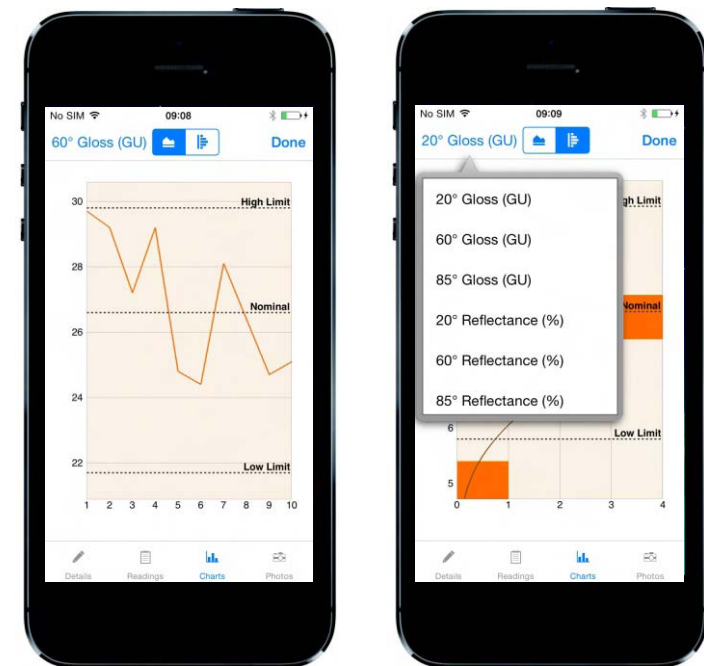 No SIM 09:08
60° Gloss (GU) Done
30
High Limit
28
Nominal
26
24
22
Low Limit
1 2 3 4 5 6 7 8 9 10
Details Readings Charts Photos
No SIM 09:09
20° Gloss (GU) Done
20° Gloss (GU)
gh Limit
60° Gloss (GU)
85° Gloss (GU)
Nominal
20° Reflectance (%)
60° Reflectance (%)
85° Reflectance (%)
6
Low Limit
5
0 1 2 3 4
Details Readings Charts Photos